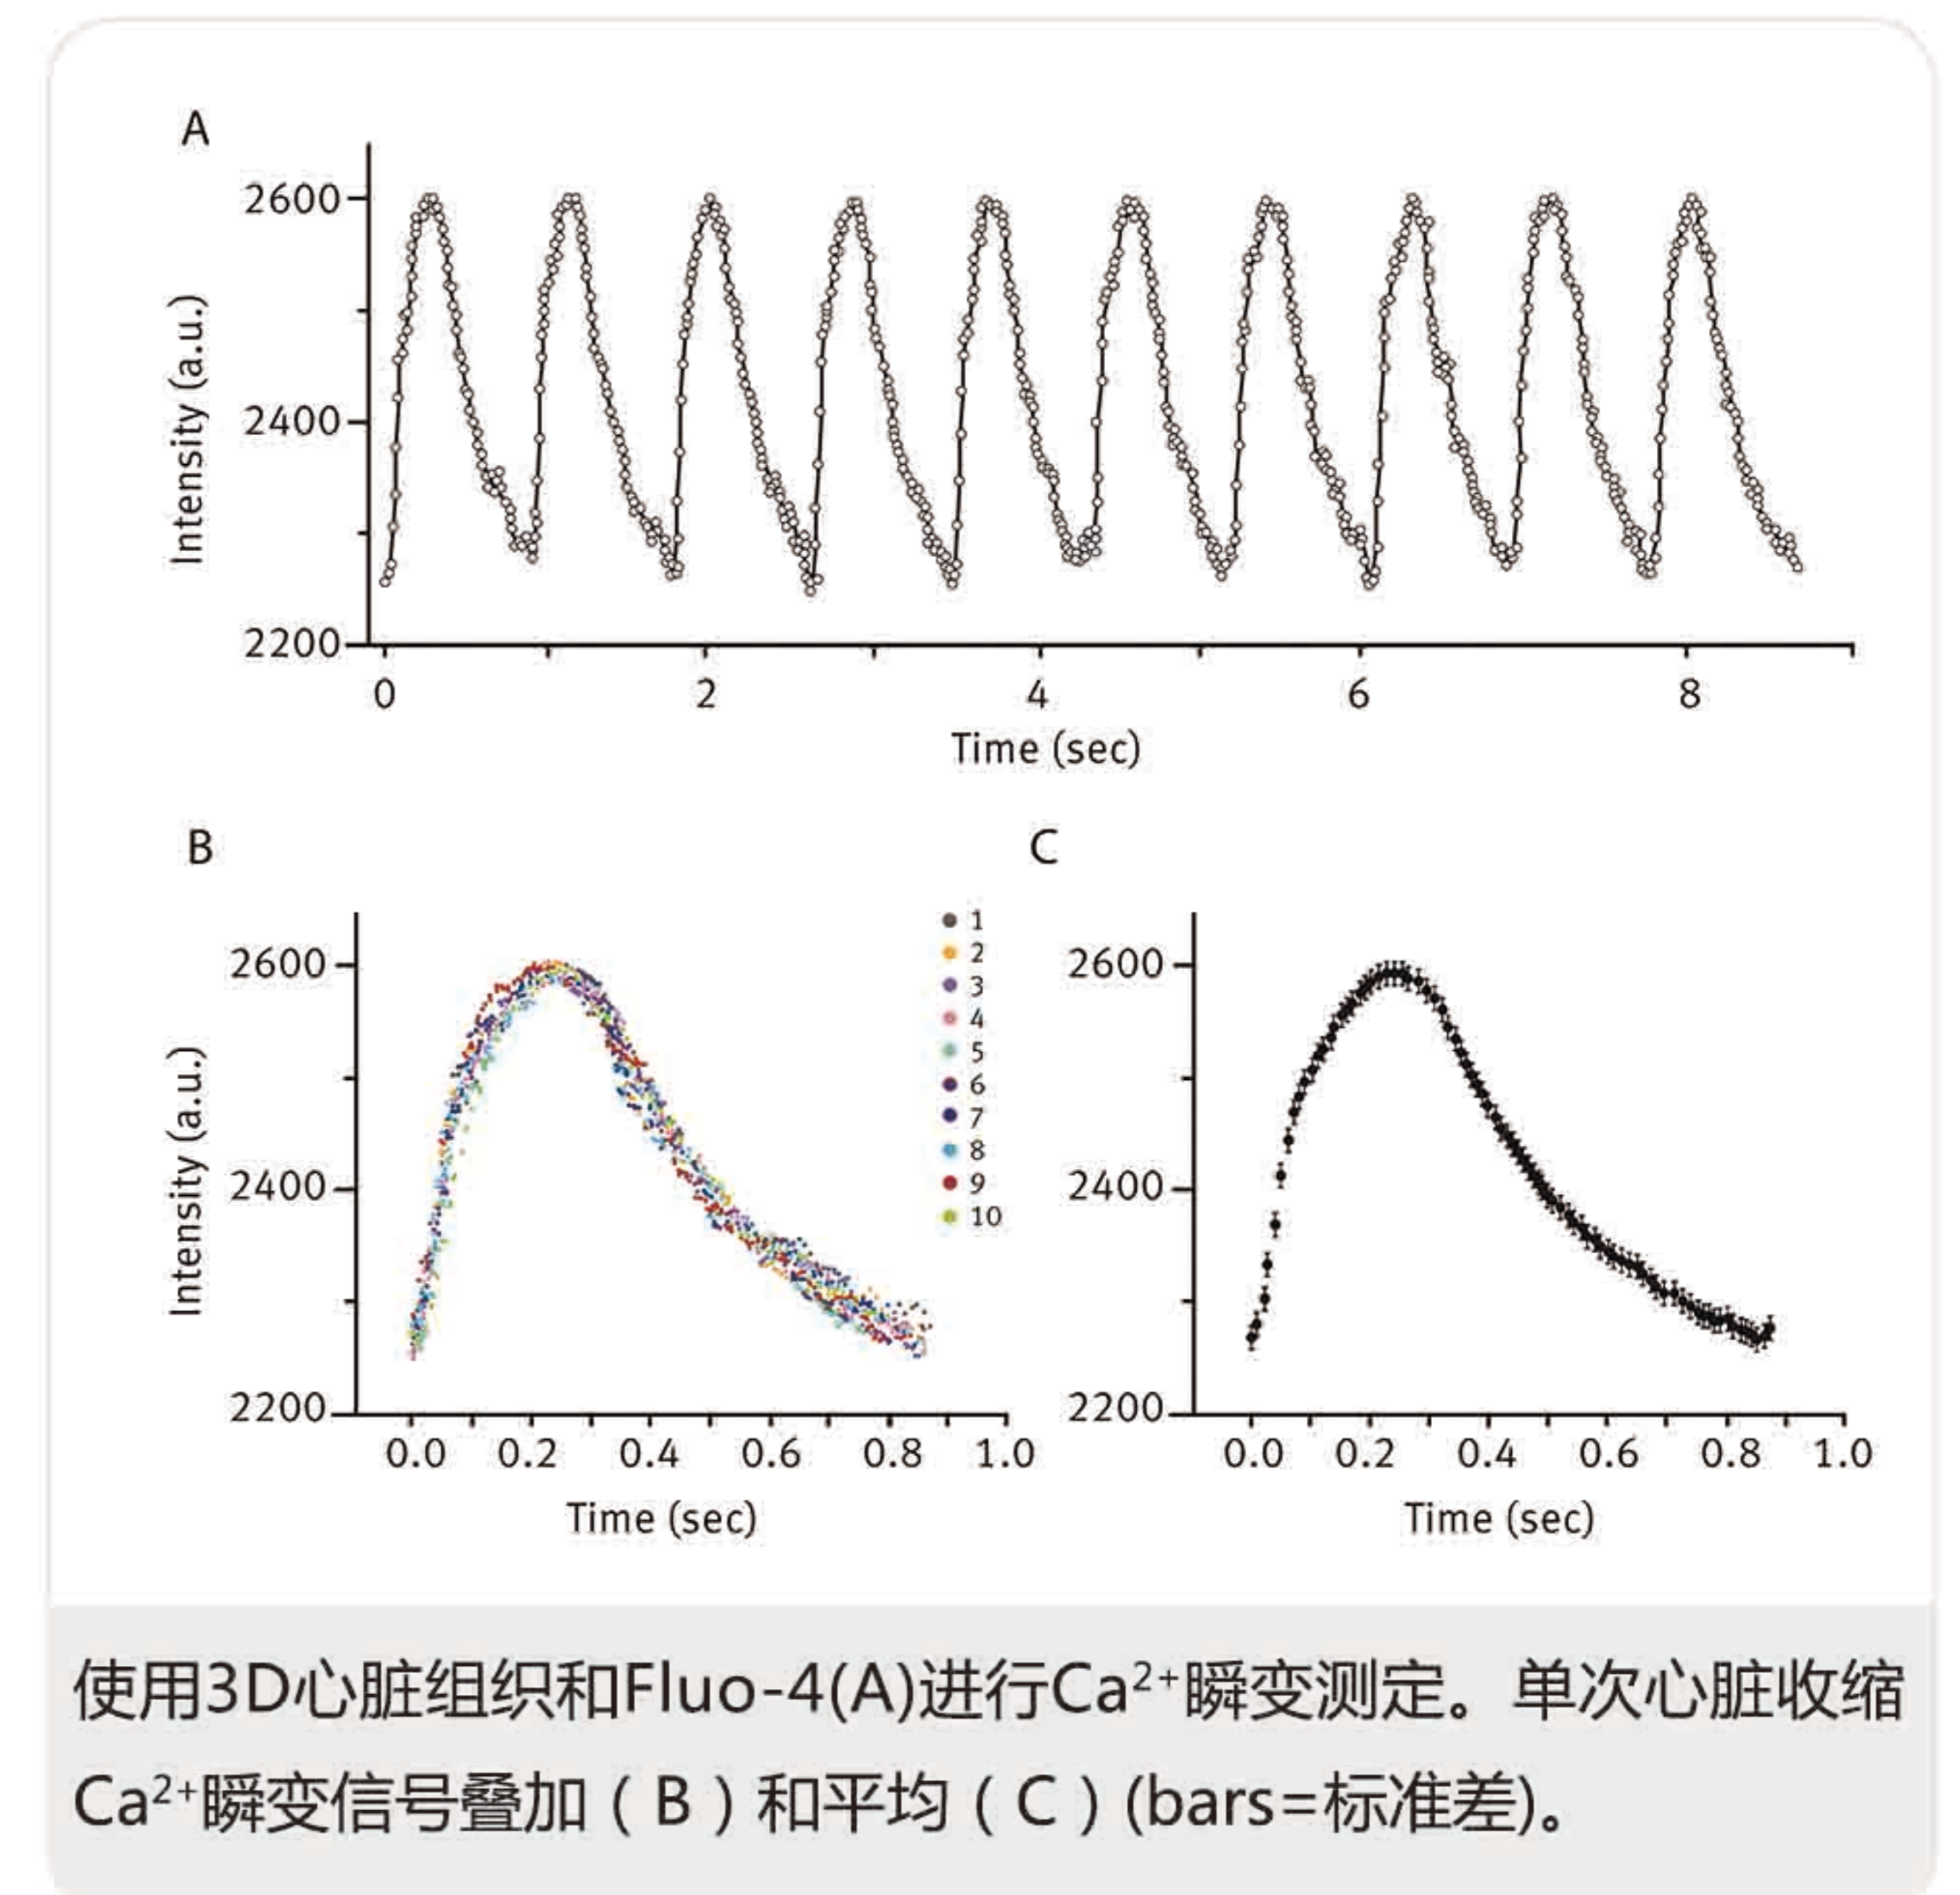 A
2600
2400
2200
Intensity (a.u.)
0 2 4 6 8
Time (sec)
B
2600
2400
2200
Intensity (a.u.)
0.0 0.2 0.4 0.6 0.8 1.0
Time (sec)
1
2
3
4
5
6
7
8
9
10
C
2600
2400
2200
0.0 0.2 0.4 0.6 0.8 1.0
Time (sec)
使用3D心脏组织和Fluo-4(A)进行Ca²⁺瞬变测定。单次心脏收缩
Ca²⁺瞬变信号叠加（B）和平均（C）(bars=标准差)。